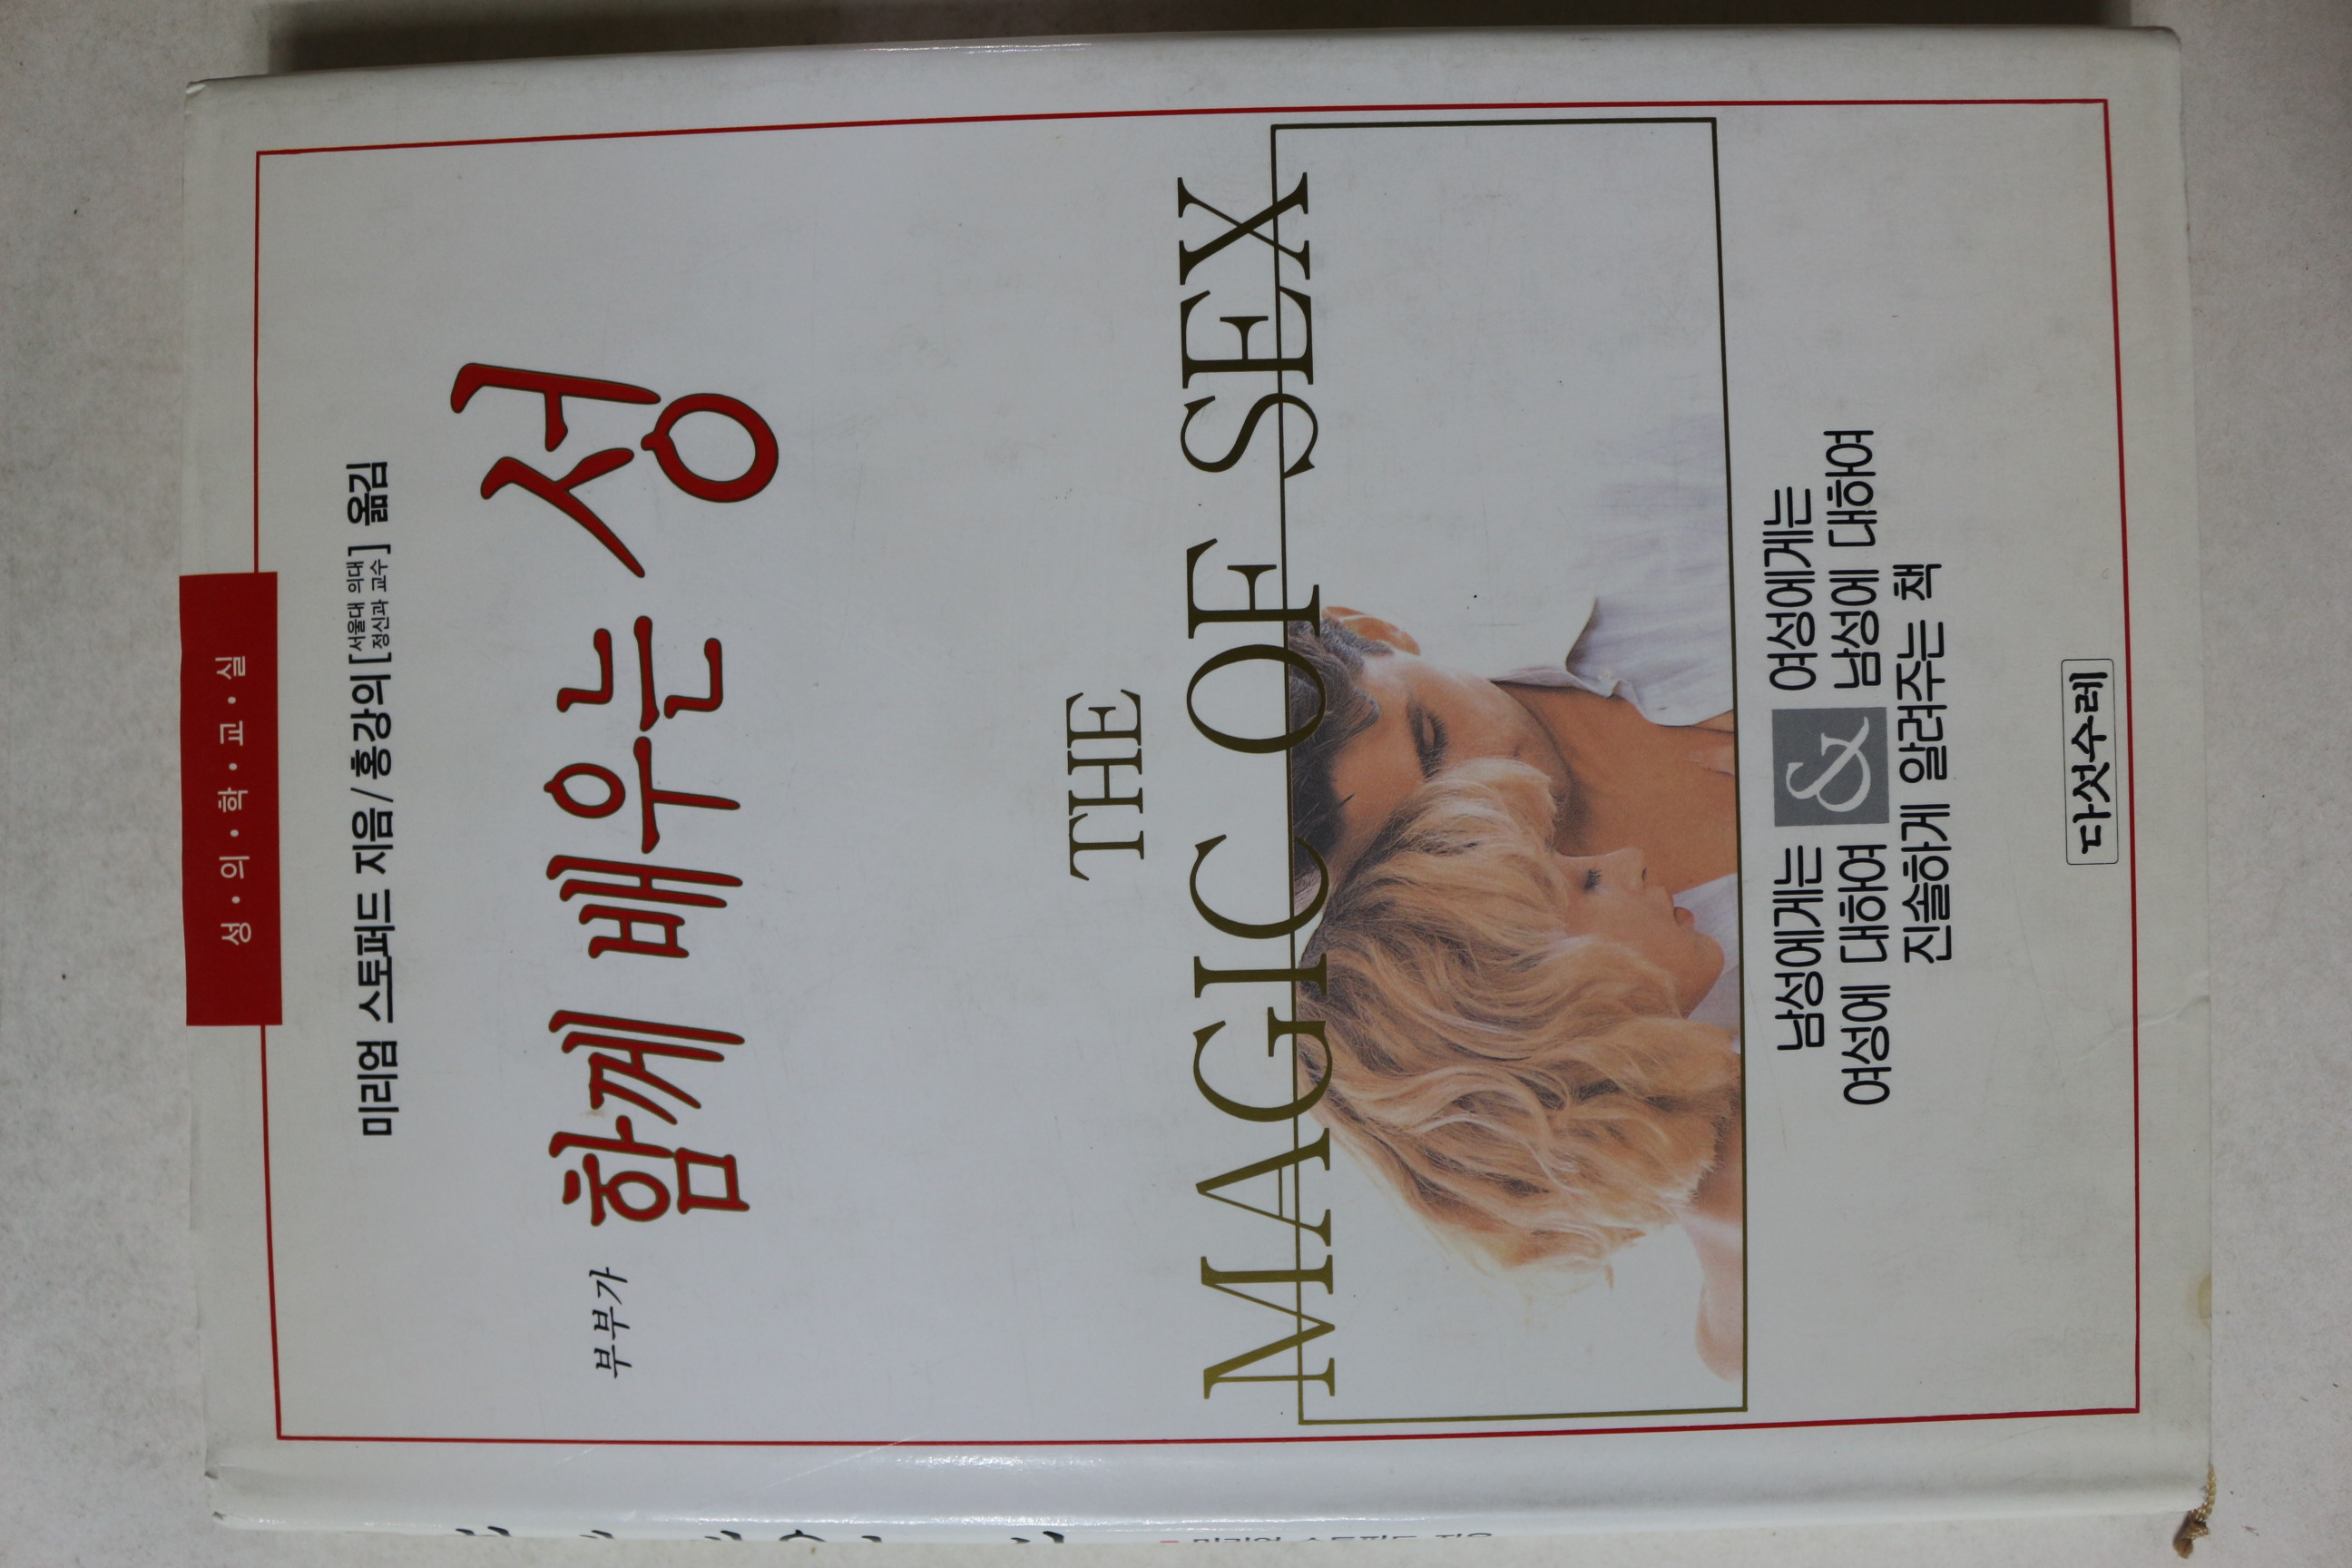 성·의·학·교·실
미리엄 스토퍼드 지음/홍강의[서울대 의대 정신과 교수] 옮김
부부가 함께 배우는 성
THE
MAGIC OF SEX
남성에게는 & 여성에게는
여성에 대하여 남성에 대하여
진솔하게 알려주는 책
다섯수레